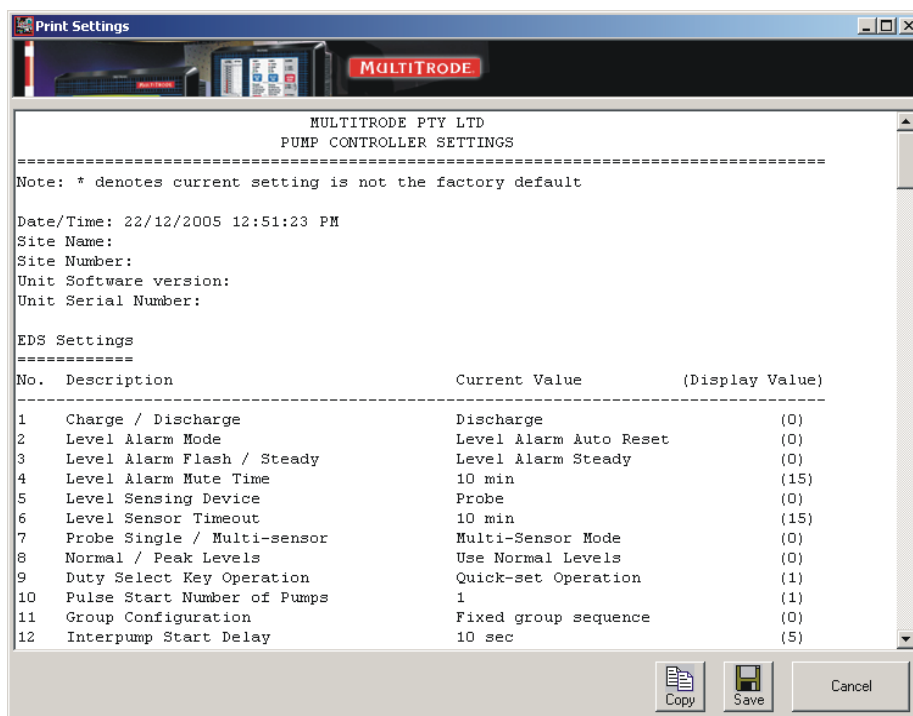 Print Settings
MULTITRODE
MULTITRODE
MULTITRODE PTY LTD
PUMP CONTROLLER SETTINGS
===================================================================================
Note: * denotes current setting is not the factory default
Date/Time: 22/12/2005 12:51:23 PM
Site Name:
Site Number:
Unit Software version:
Unit Serial Number:
EDS Settings
============
No. Description Current Value (Display Value)
-----------------------------------------------------------------------------------
1 Charge / Discharge Discharge (0)
2 Level Alarm Mode Level Alarm Auto Reset (0)
3 Level Alarm Flash / Steady Level Alarm Steady (0)
4 Level Alarm Mute Time 10 min (15)
5 Level Sensing Device Probe (0)
6 Level Sensor Timeout 10 min (15)
7 Probe Single / Multi-sensor Multi-Sensor Mode (0)
8 Normal / Peak Levels Use Normal Levels (0)
9 Duty Select Key Operation Quick-set Operation (1)
10 Pulse Start Number of Pumps 1 (1)
11 Group Configuration Fixed group sequence (0)
12 Interpump Start Delay 10 sec (5)
Copy
Save
Cancel